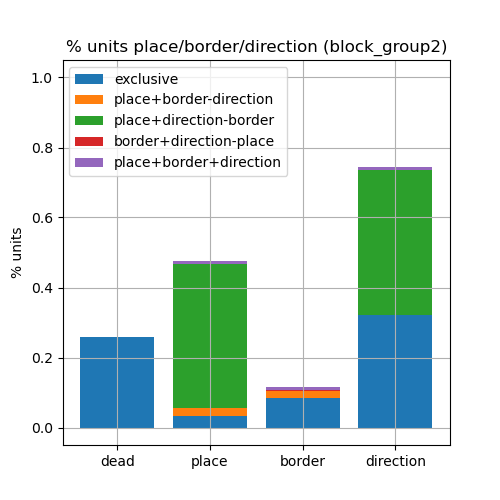 % units place/border/direction (block_group2)
exclusive
place+border-direction
place+direction-border
border+direction-place
place+border+direction
% units
1.0
0.8
0.6
0.4
0.2
0.0
dead place border direction